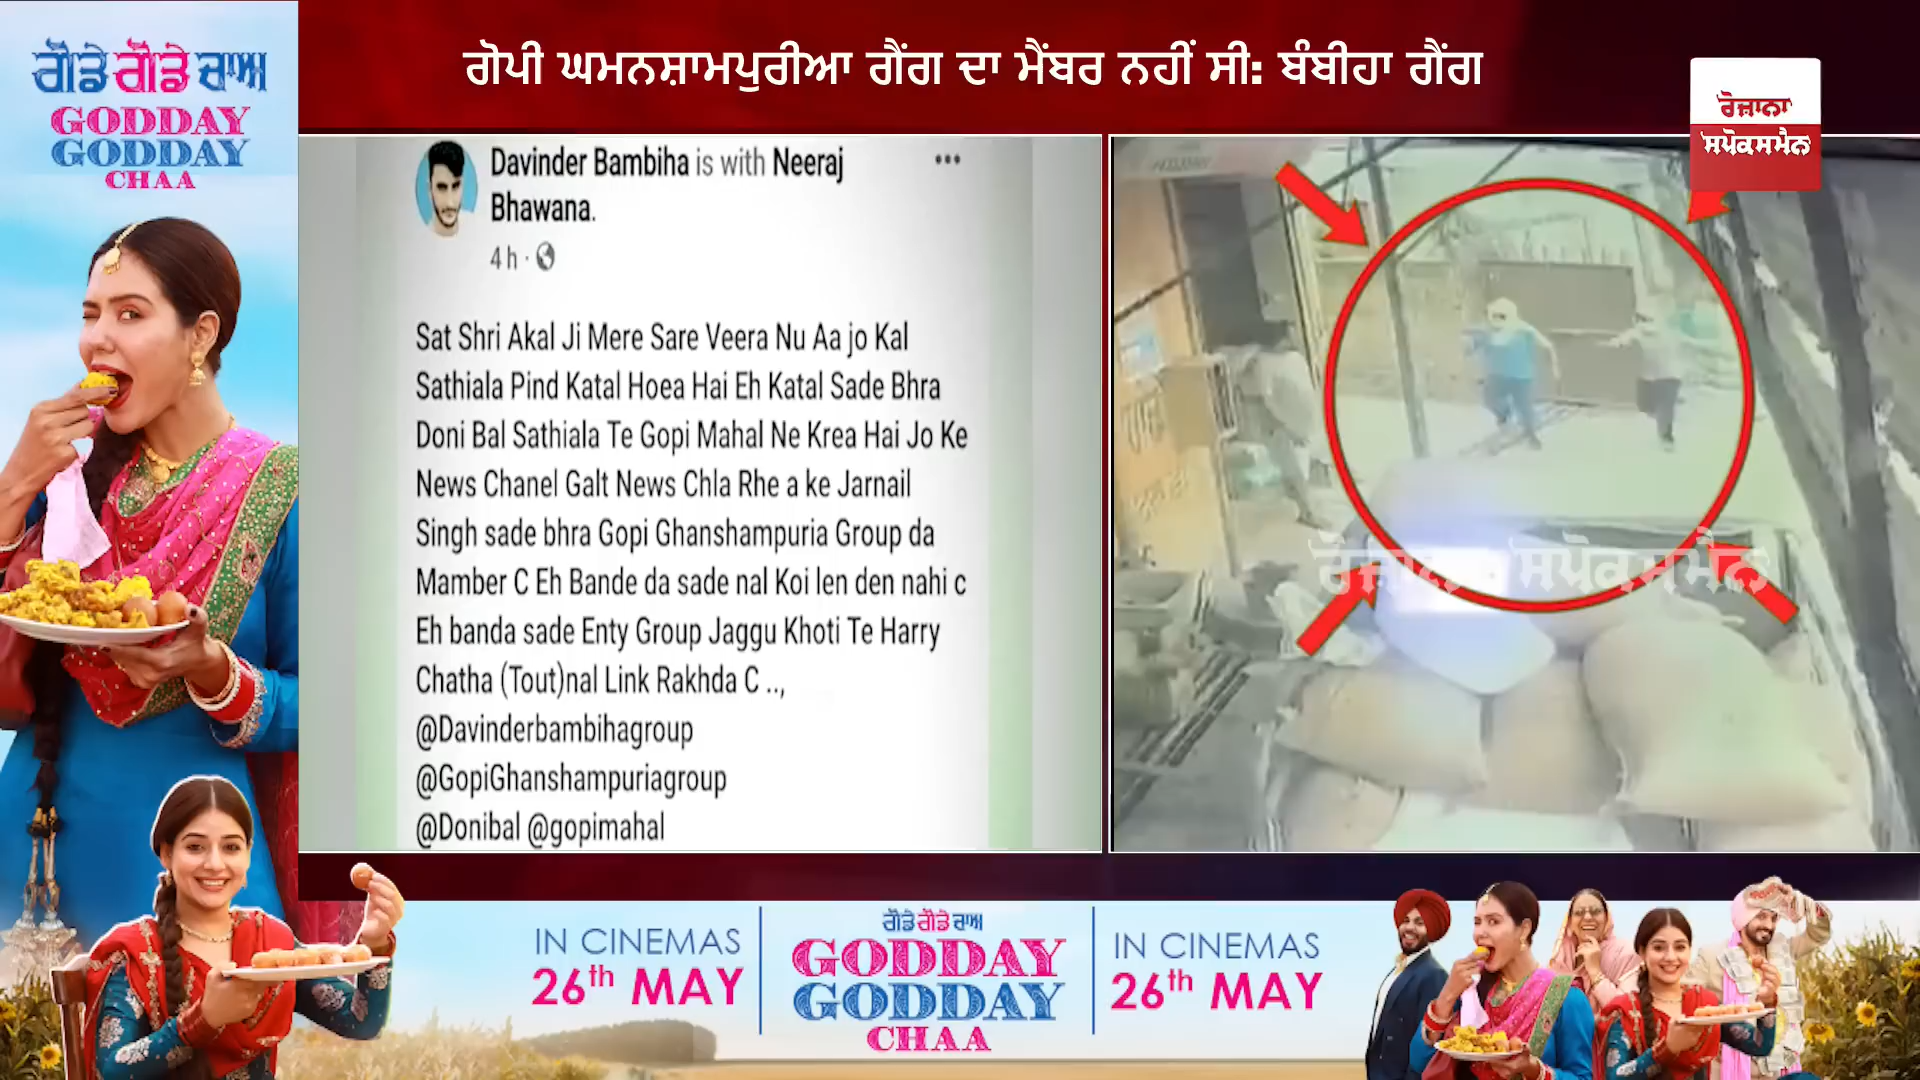 ਗੋਪੀ ਘਮਨਸ਼ਾਮਪੁਰੀਆ ਗੈਂਗ ਦਾ ਮੈਂਬਰ ਨਹੀਂ ਸੀ: ਬੰਬੀਹਾ ਗੈਂਗ
ਰੋਜ਼ਾਨਾ
ਸਪੋਕਸਮੈਨ
ਗੋਡੇ ਗੋਡੇ ਚਾਅ
GODDAY
GODDAY
CHAA
Davinder Bambiha is with Neeraj
Bhawana.
4 h ·
Sat Shri Akal Ji Mere Sare Veera Nu Aa jo Kal
Sathiala Pind Katal Hoea Hai Eh Katal Sade Bhra
Doni Bal Sathiala Te Gopi Mahal Ne Krea Hai Jo Ke
News Chanel Galt News Chla Rhe a ke Jarnail
Singh sade bhra Gopi Ghanshampuria Group da
Mamber C Eh Bande da sade nal Koi len den nahi c
Eh banda sade Enty Group Jaggu Khoti Te Harry
Chatha (Tout)nal Link Rakhda C ..,
@Davinderbambihagroup
@GopiGhanshampuriagroup
@Donibal @gopimahal
ਰੋਜ਼ਾਨਾ ਸਪੋਕਸਮੈਨ
IN CINEMAS
26th MAY
ਗੋਡੇ ਗੋਡੇ ਚਾਅ
GODDAY
GODDAY
CHAA
IN CINEMAS
26th MAY